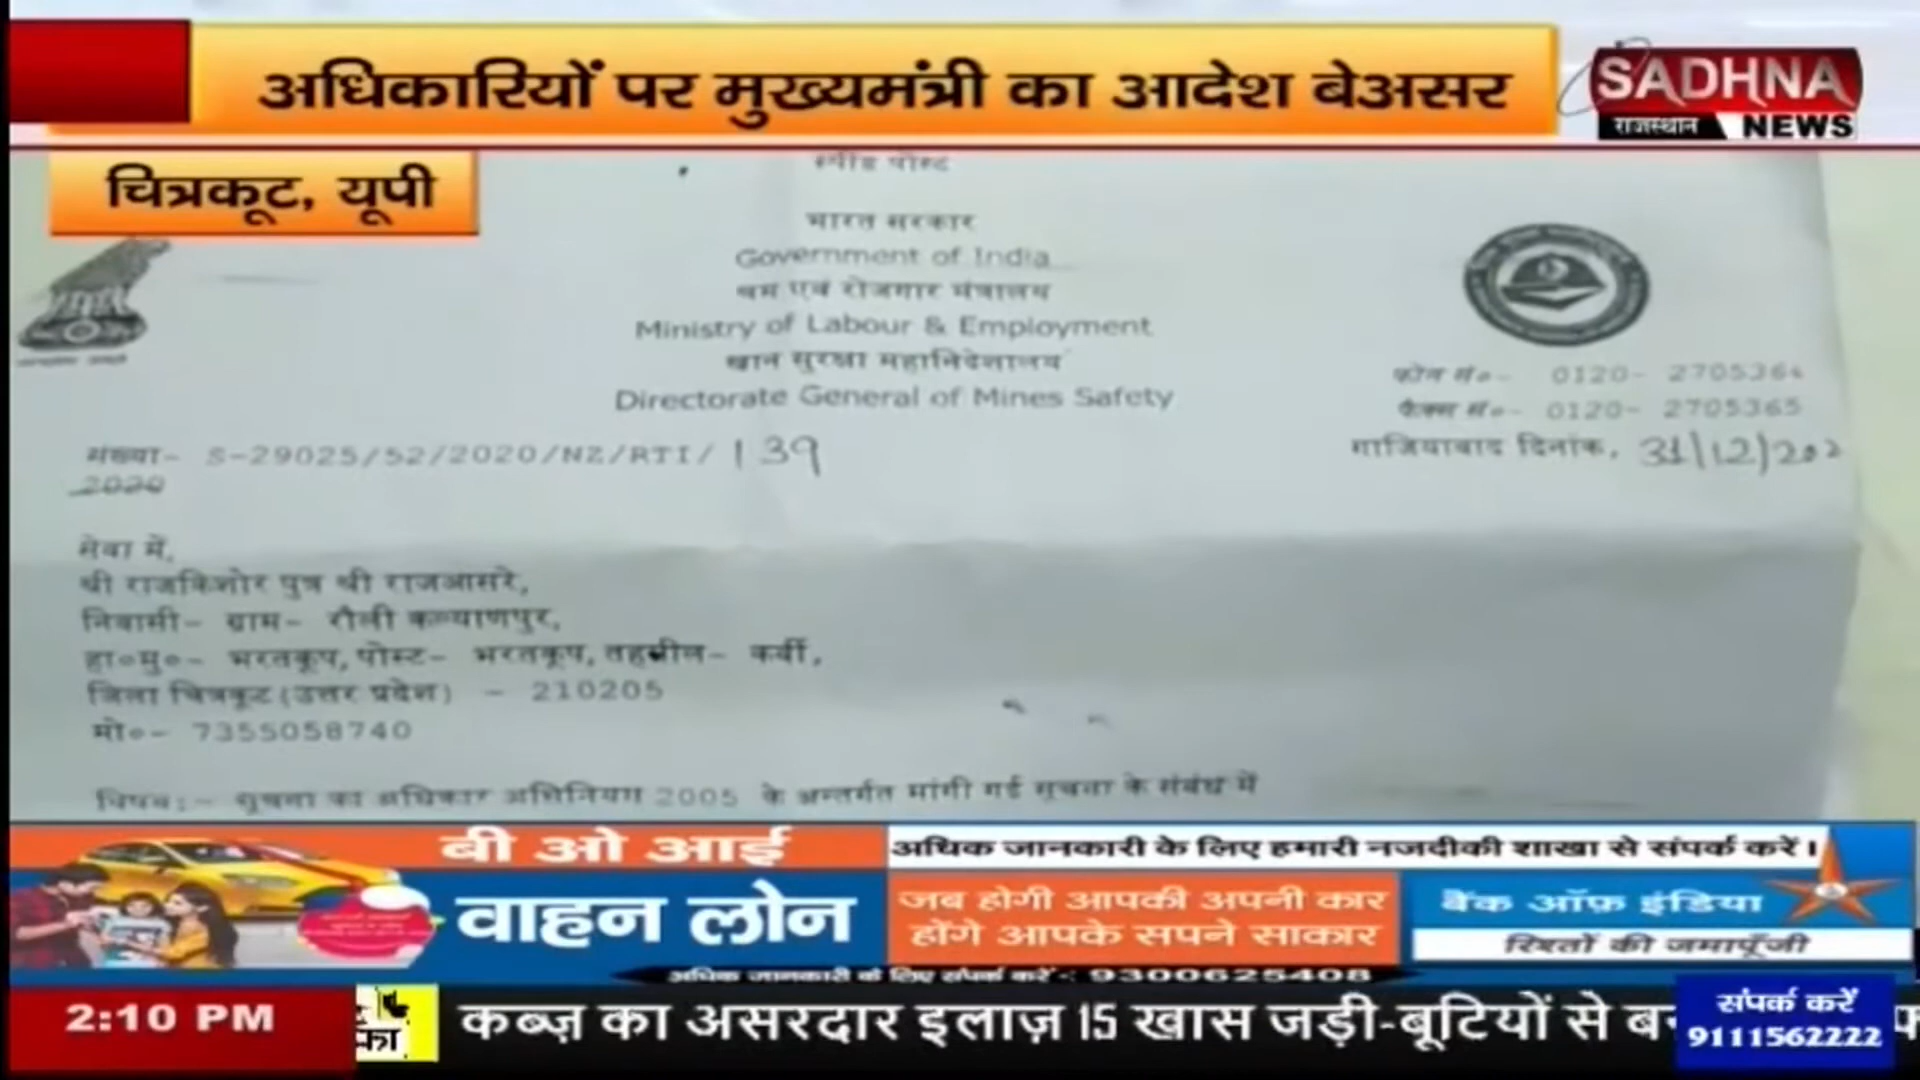 अधिकारियों पर मुख्यमंत्री का आदेश बेअसर
SADHNA
राजस्थान NEWS
चित्रकूट, यूपी
स्पीड पोस्ट
भारत सरकार
Government of India
श्रम एवं रोजगार मंत्रालय
Ministry of Labour & Employment
खान सुरक्षा महानिदेशालय
Directorate General of Mines Safety
फोन सं०- 0120- 2705364
फैक्स सं०- 0120- 2705365
संख्या- S-29025/52/2020/NZ/RTI/ 139
गाजियाबाद दिनांक, 31/12/202
2020
सेवा में,
श्री राजकिशोर पुत्र श्री राजआसरे,
निवासी- ग्राम- रौली कल्याणपुर,
हा०मु०- भरतकूप, पोस्ट- भरतकूप, तहसील- कर्वी,
जिला चित्रकूट (उत्तर प्रदेश) - 210205
मो०- 7355058740
विषय:- सूचना का अधिकार अधिनियम 2005 के अन्तर्गत मांगी गई सूचना के संबंध में
बी ओ आई
वाहन लोन
अधिक जानकारी के लिए हमारी नजदीकी शाखा से संपर्क करें।
जब होगी आपकी अपनी कार
होंगे आपके सपने साकार
बैंक ऑफ़ इंडिया
रिश्तों की जमापूँजी
अधिक जानकारी के लिए संपर्क करें -: 9300625408
2:10 PM
कब्ज़ का असरदार इलाज़ 15 खास जड़ी-बूटियों से
संपर्क करें
9111562222